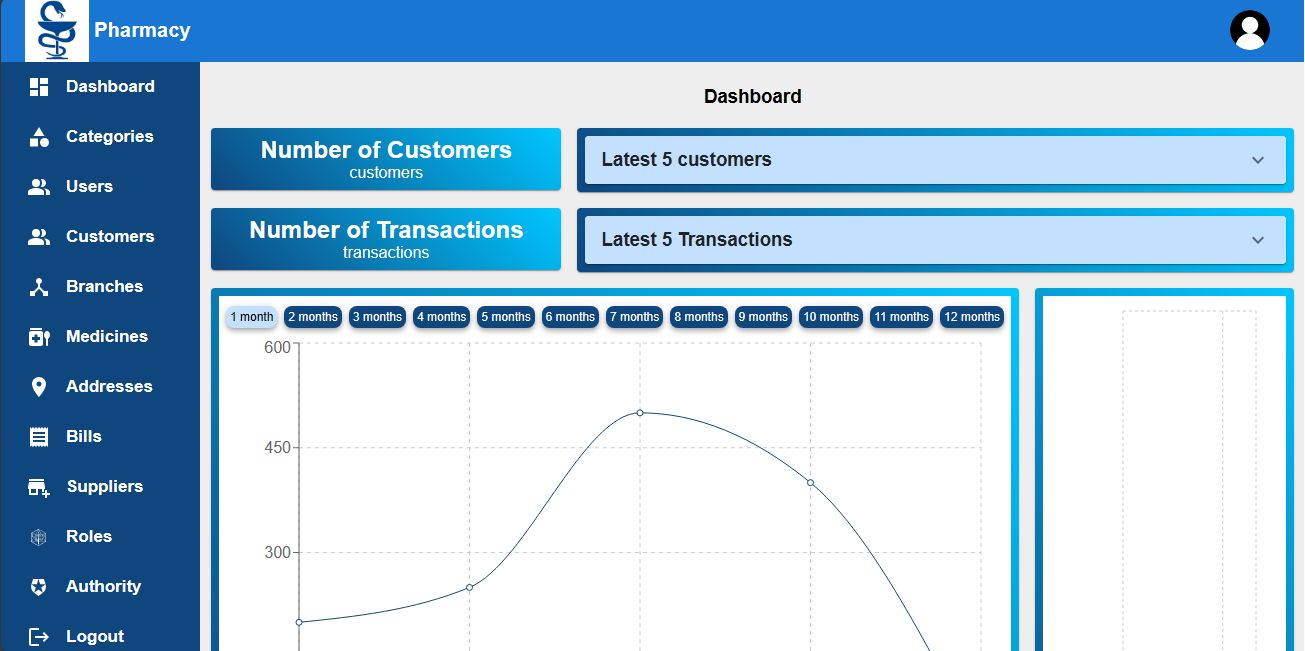 Pharmacy
Dashboard
Categories
Users
Customers
Branches
Medicines
Addresses
Bills
Suppliers
Roles
Authority
Logout
Dashboard
Number of Customers
customers
Latest 5 customers
Number of Transactions
transactions
Latest 5 Transactions
1 month 2 months 3 months 4 months 5 months 6 months 7 months 8 months 9 months 10 months 11 months 12 months
600
450
300